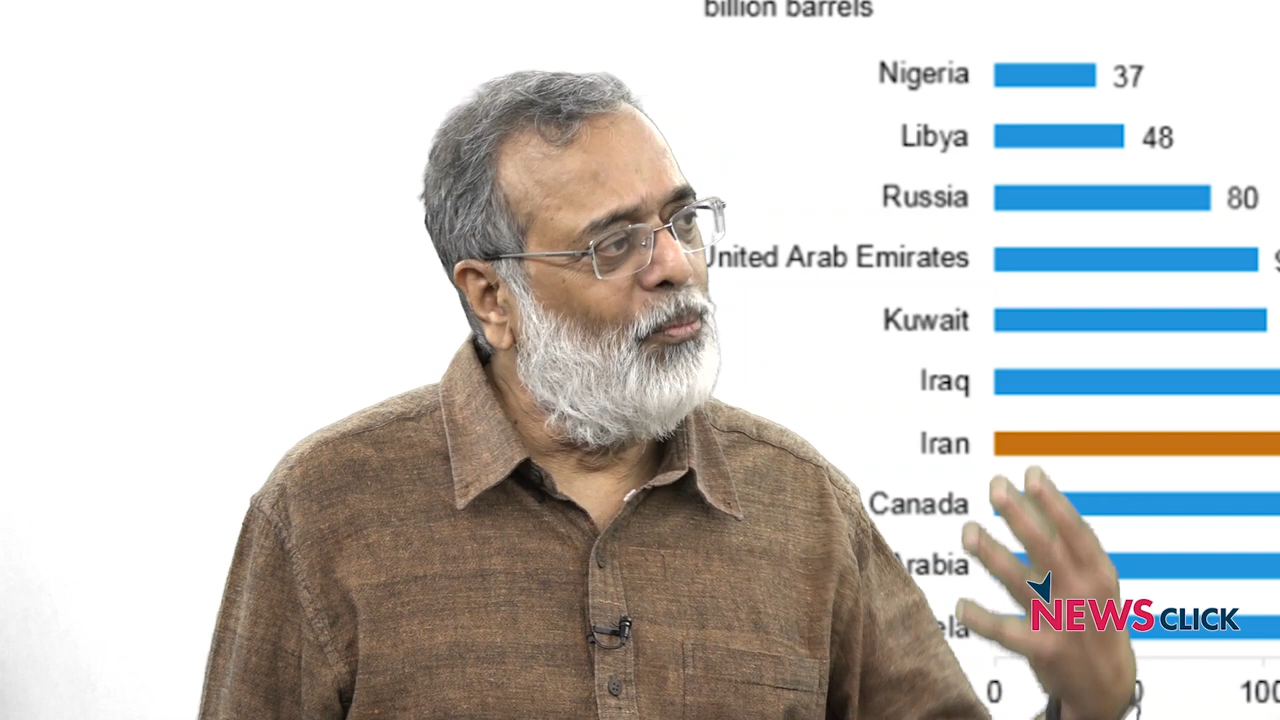 billion barrels
Nigeria 37
Libya 48
Russia 80
United Arab Emirates
Kuwait
Iraq
Iran
Canada
Arabia
NEWSCLICK
0 100